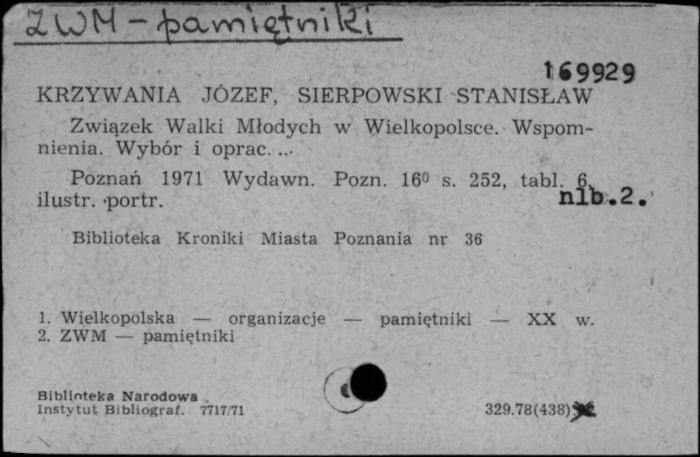 ZWM - pamiętniki
169929
KRZYWANIA JÓZEF, SIERPOWSKI STANISŁAW
Związek Walki Młodych w Wielkopolsce. Wspom-
nienia. Wybór i oprac. ...
Poznań 1971 Wydawn. Pozn. 16⁰ s. 252, tabl. 6,
ilustr. portr.
nlb.2.
Biblioteka Kroniki Miasta Poznania nr 36
1. Wielkopolska — organizacje — pamiętniki — XX w.
2. ZWM — pamiętniki
Biblioteka Narodowa
Instytut Bibliograf. 7717/71
329.78(438):